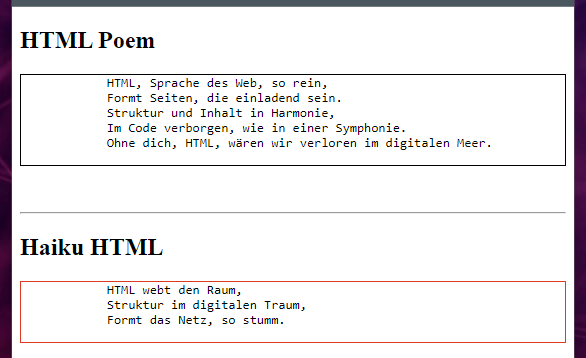 HTML Poem
HTML, Sprache des Web, so rein,
Formt Seiten, die einladend sein.
Struktur und Inhalt in Harmonie,
Im Code verborgen, wie in einer Symphonie.
Ohne dich, HTML, wären wir verloren im digitalen Meer.
Haiku HTML
HTML webt den Raum,
Struktur im digitalen Traum,
Formt das Netz, so stumm.